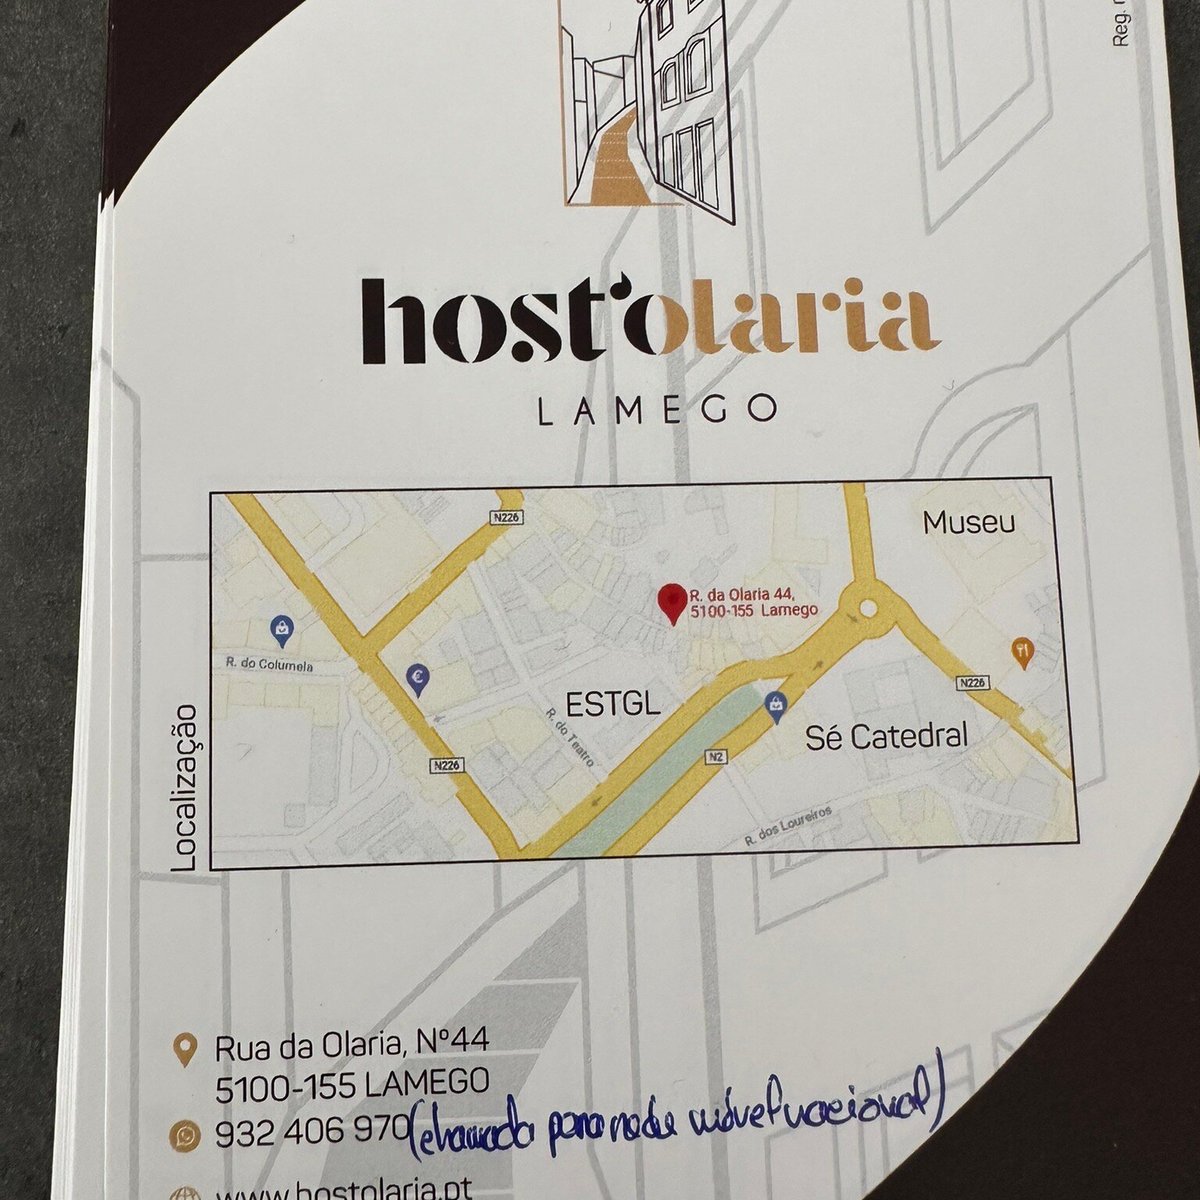 Reg. n
host'olaria
LAMEGO
Localização
N226
Museu
R. da Olaria 44,
5100-155 Lamego
R. do Columela
€
ESTGL
N226
R. do Teatro
Sé Catedral
N226
N2
R. dos Loureiros
Rua da Olaria, Nº44
5100-155 LAMEGO
932 406 970 (chamada para rede móvel nacional)
www.hostolaria.pt